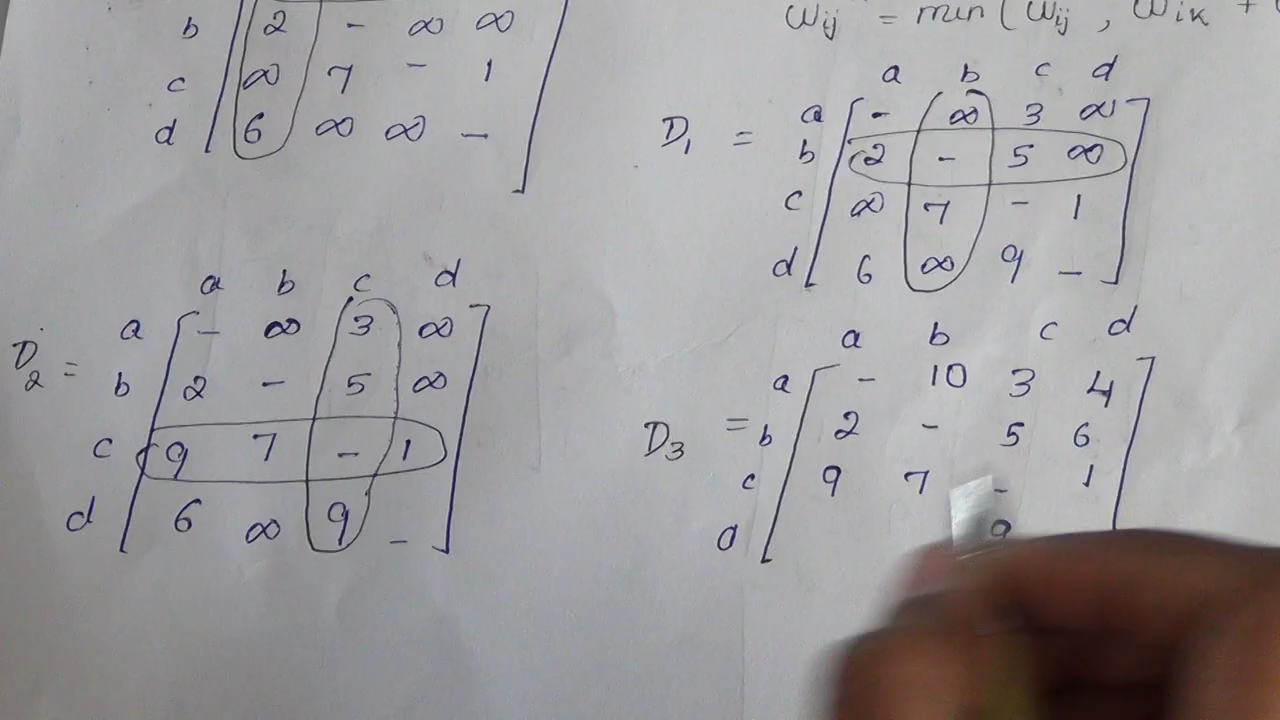 b 2 - ∞ ∞
c ∞ 7 - 1
d 6 ∞ ∞ -
wij = min ( wij , wik +
a b c d
D1 =
a - ∞ 3 ∞
b 2 - 5 ∞
c ∞ 7 - 1
d 6 ∞ 9 -
a b c d
D2 =
a - ∞ 3 ∞
b 2 - 5 ∞
c 9 7 - 1
d 6 ∞ 9 -
a b c d
D3 =
a - 10 3 4
b 2 - 5 6
c 9 7 - 1
d 9